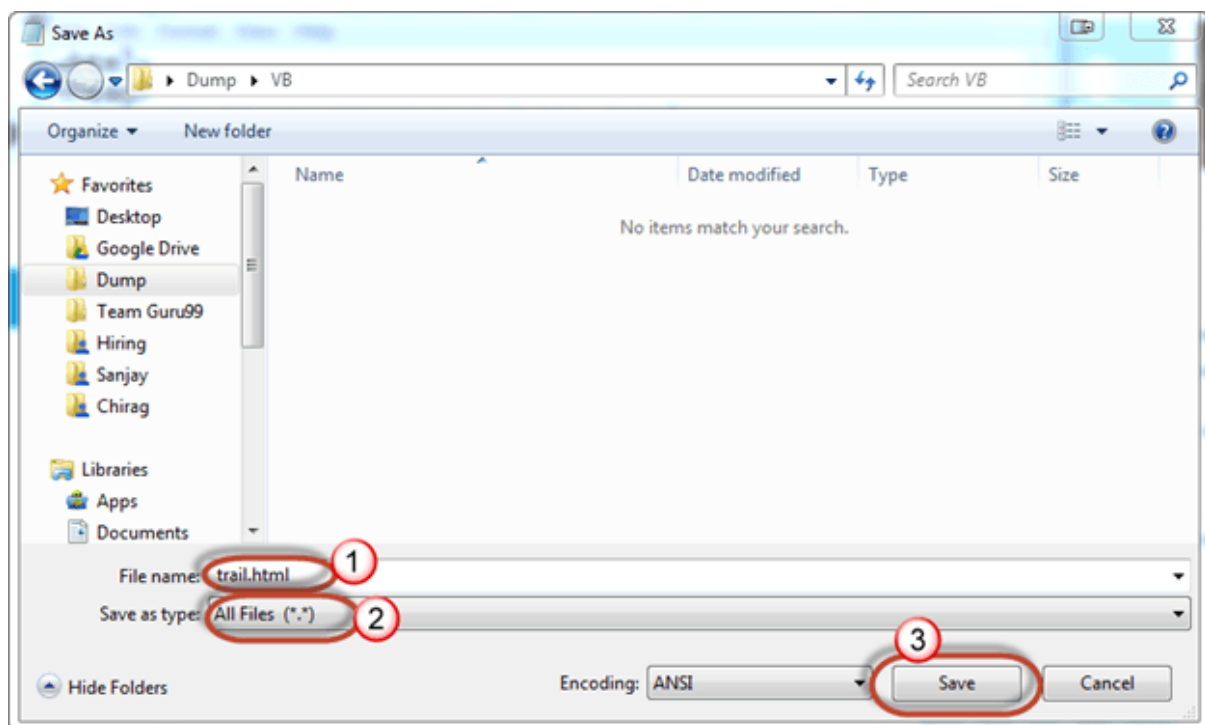 Save As
Dump VB
Search VB
Organize New folder
Name Date modified Type Size
No items match your search.
Favorites
Desktop
Google Drive
Dump
Team Guru99
Hiring
Sanjay
Chirag
Libraries
Apps
Documents
File name: trail.html 1
Save as type: All Files (*.*) 2
3
Hide Folders Encoding: ANSI Save Cancel